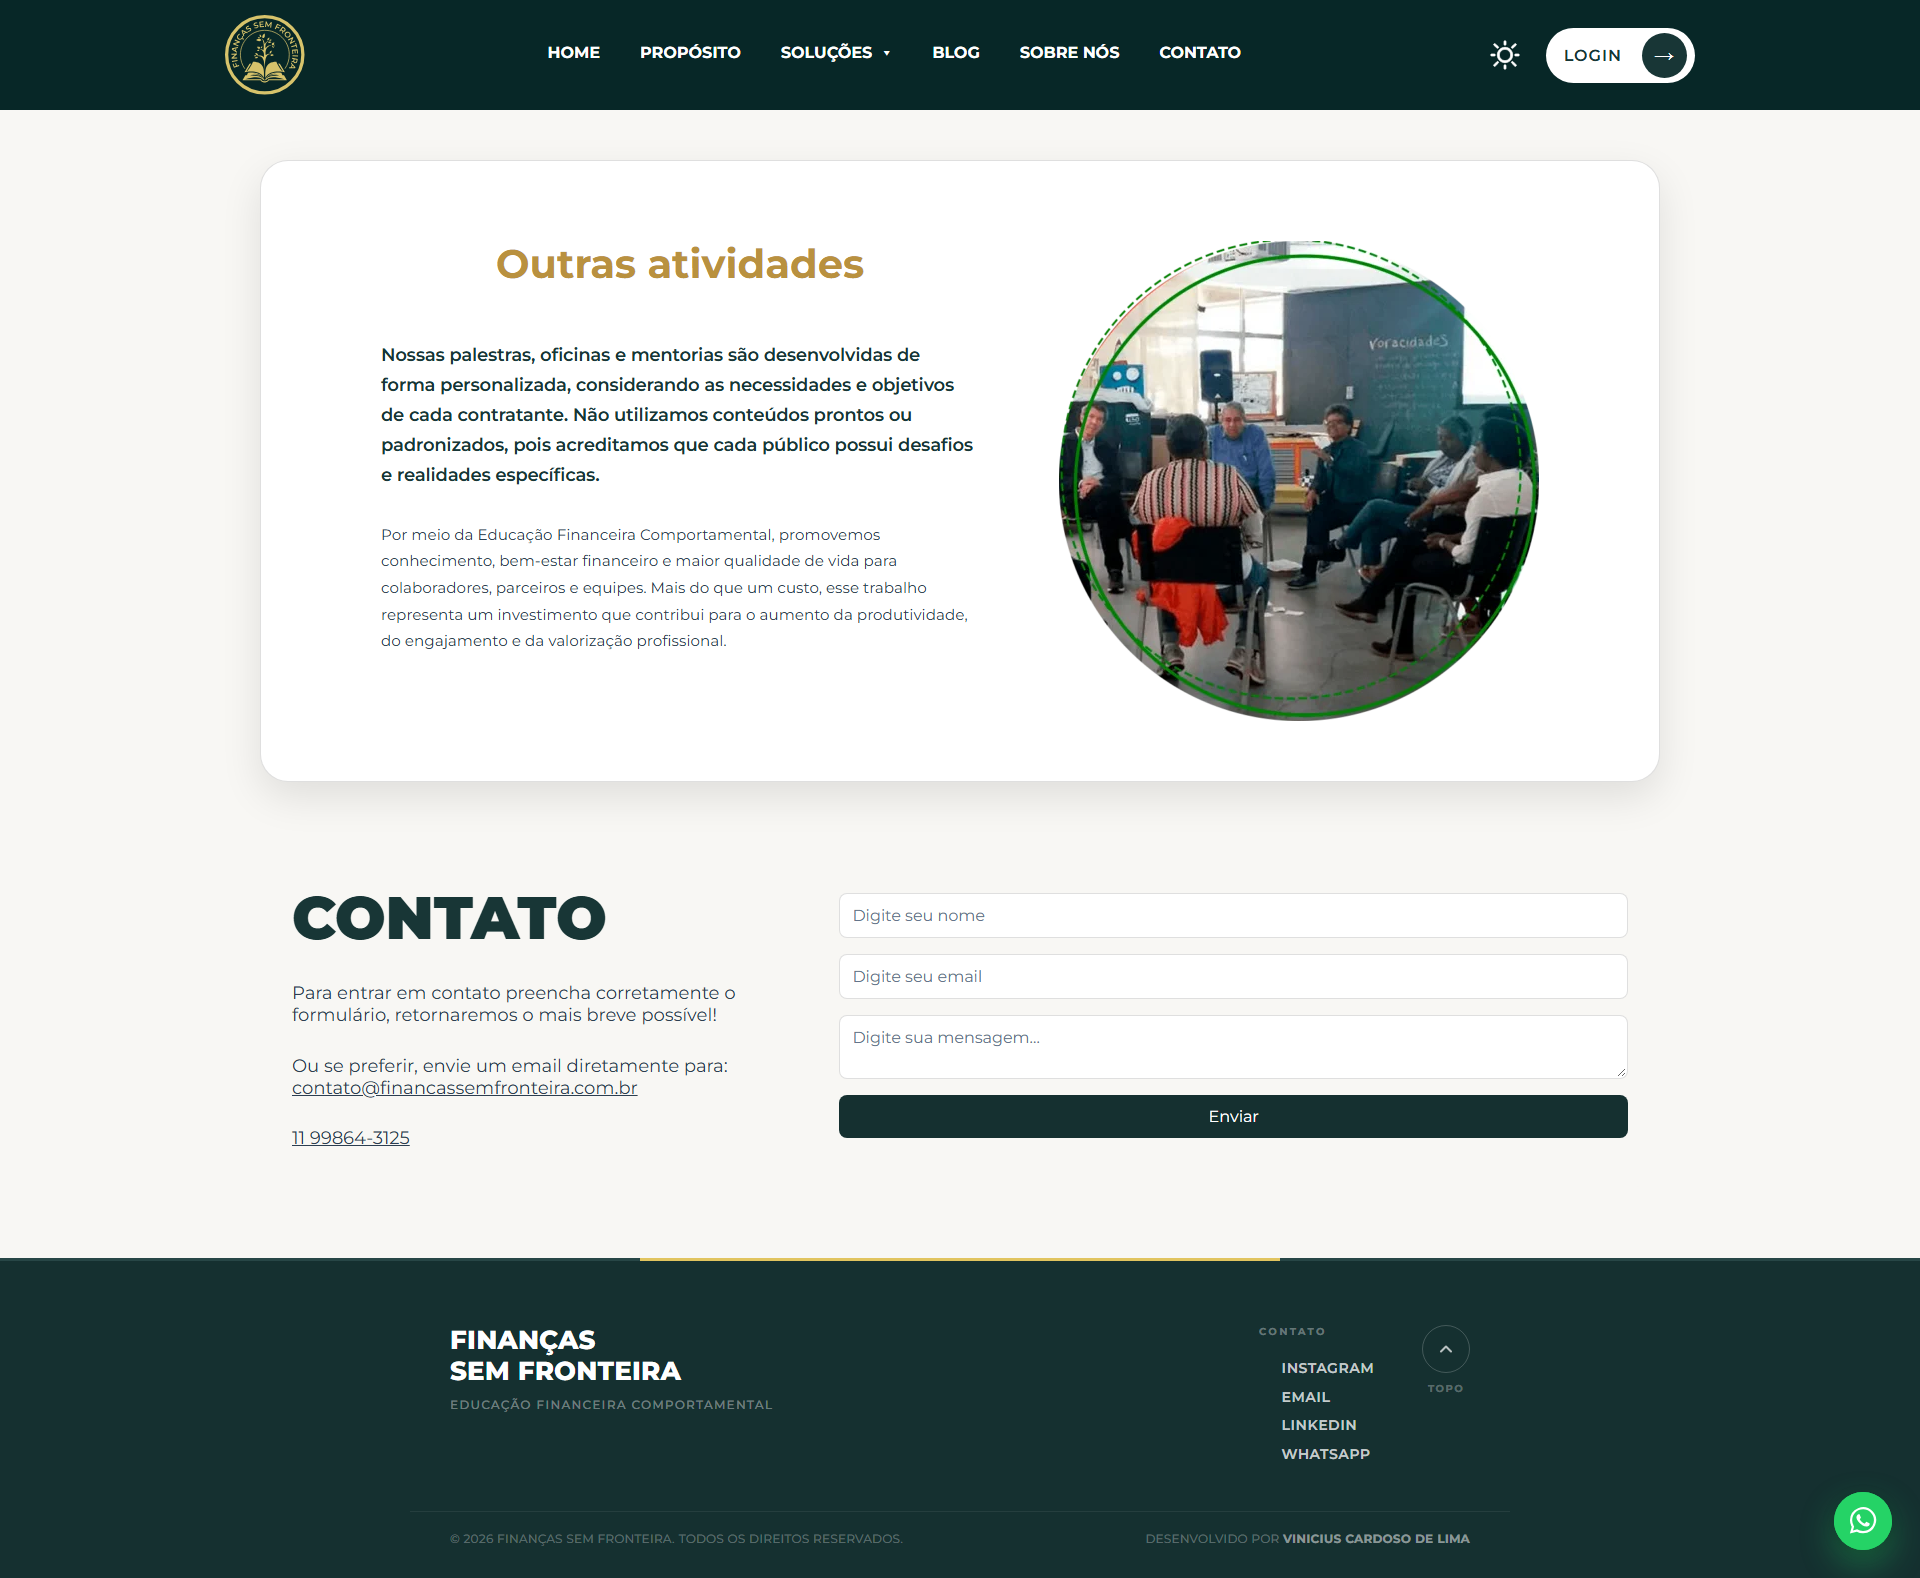 FINANÇAS SEM FRONTEIRA
HOME
PROPÓSITO
SOLUÇÕES
BLOG
SOBRE NÓS
CONTATO
LOGIN
Outras atividades
Nossas palestras, oficinas e mentorias são desenvolvidas de
forma personalizada, considerando as necessidades e objetivos
de cada contratante. Não utilizamos conteúdos prontos ou
padronizados, pois acreditamos que cada público possui desafios
e realidades específicas.
Por meio da Educação Financeira Comportamental, promovemos
conhecimento, bem-estar financeiro e maior qualidade de vida para
colaboradores, parceiros e equipes. Mais do que um custo, esse trabalho
representa um investimento que contribui para o aumento da produtividade,
do engajamento e da valorização profissional.
Voracidades
CONTATO
Para entrar em contato preencha corretamente o
formulário, retornaremos o mais breve possível!
Ou se preferir, envie um email diretamente para:
contato@financassemfronteira.com.br
11 99864-3125
Digite seu nome
Digite seu email
Digite sua mensagem...
Enviar
FINANÇAS
SEM FRONTEIRA
EDUCAÇÃO FINANCEIRA COMPORTAMENTAL
CONTATO
INSTAGRAM
EMAIL
LINKEDIN
WHATSAPP
TOPO
© 2026 FINANÇAS SEM FRONTEIRA. TODOS OS DIREITOS RESERVADOS.
DESENVOLVIDO POR VINICIUS CARDOSO DE LIMA